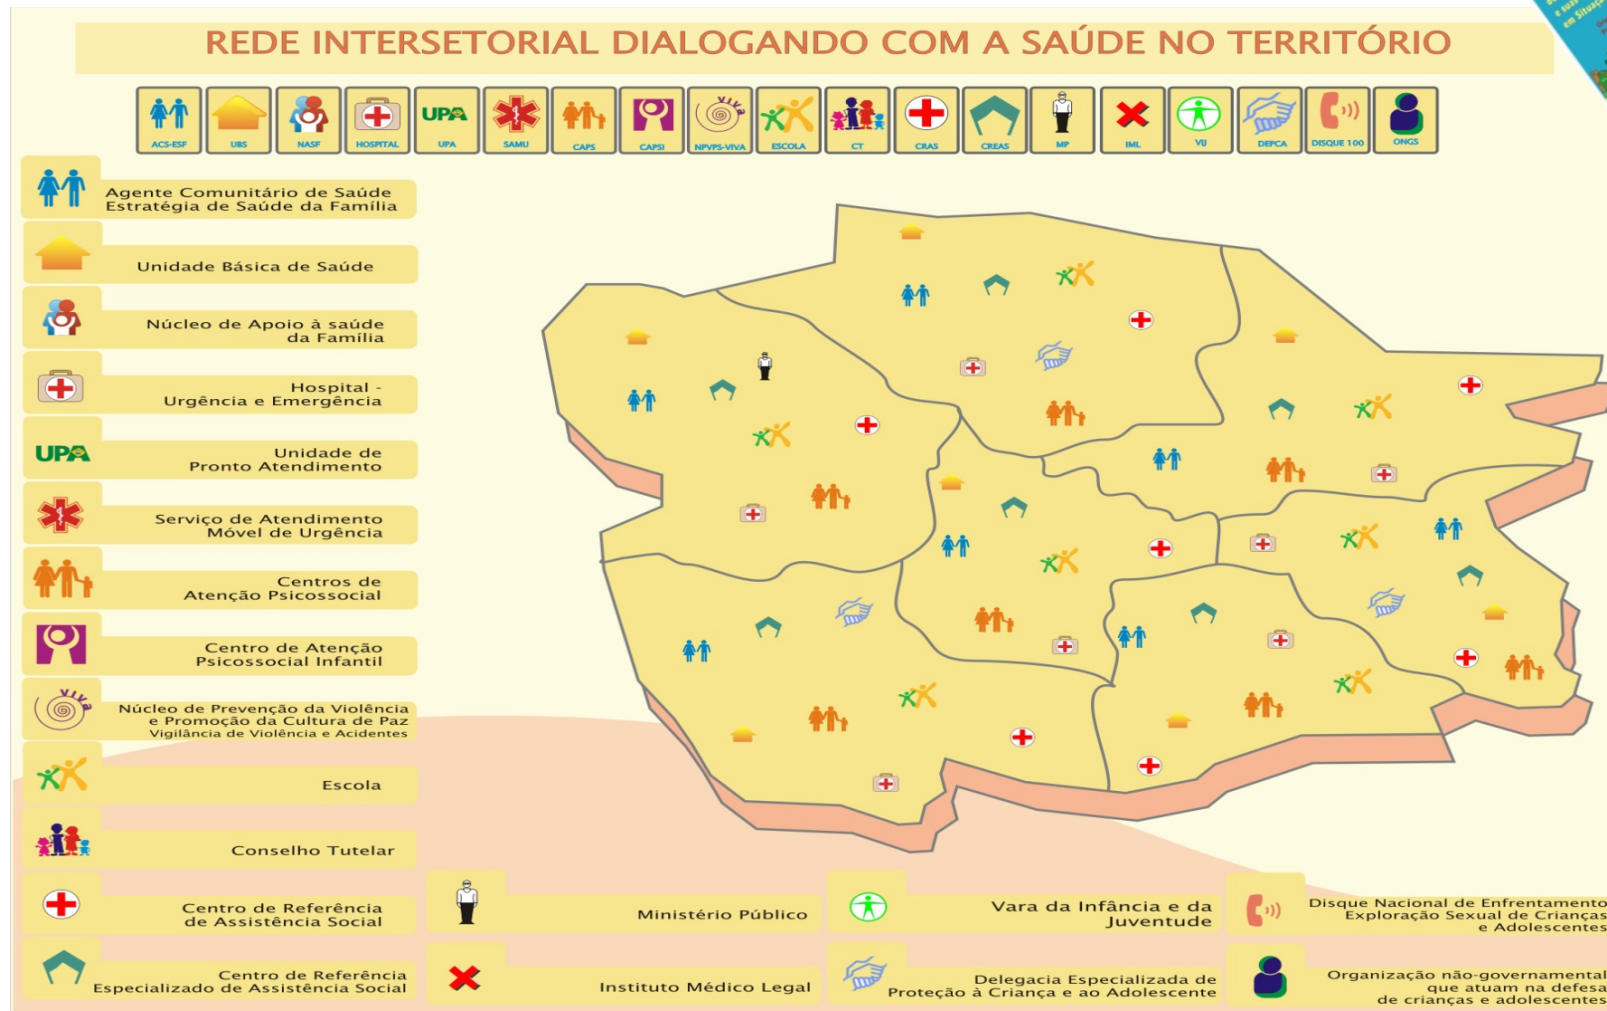 de
e suas
em Situaçã
REDE INTERSETORIAL DIALOGANDO COM A SAÚDE NO TERRITÓRIO
ACS-ESF
UBS
NASF
HOSPITAL
UPA
UPA
SAMU
CAPS
CAPSI
viva
NPVPS-VIVA
ESCOLA
CT
CRAS
CREAS
MP
IML
VIJ
DEPCA
DISQUE 100
ONGS
Agente Comunitário de Saúde
Estratégia de Saúde da Família
Unidade Básica de Saúde
Núcleo de Apoio à saúde
da Família
Hospital -
Urgência e Emergência
UPA
Unidade de
Pronto Atendimento
Serviço de Atendimento
Móvel de Urgência
Centros de
Atenção Psicossocial
Centro de Atenção
Psicossocial Infantil
viva
Núcleo de Prevenção da Violência
e Promoção da Cultura de Paz
Vigilância de Violência e Acidentes
Escola
Conselho Tutelar
Centro de Referência
de Assistência Social
Centro de Referência
Especializado de Assistência Social
Ministério Público
Instituto Médico Legal
Vara da Infância e da
Juventude
Delegacia Especializada de
Proteção à Criança e ao Adolescente
Disque Nacional de Enfrentamento
Exploração Sexual de Crianças
e Adolescentes
Organização não-governamental
que atuam na defesa
de crianças e adolescentes